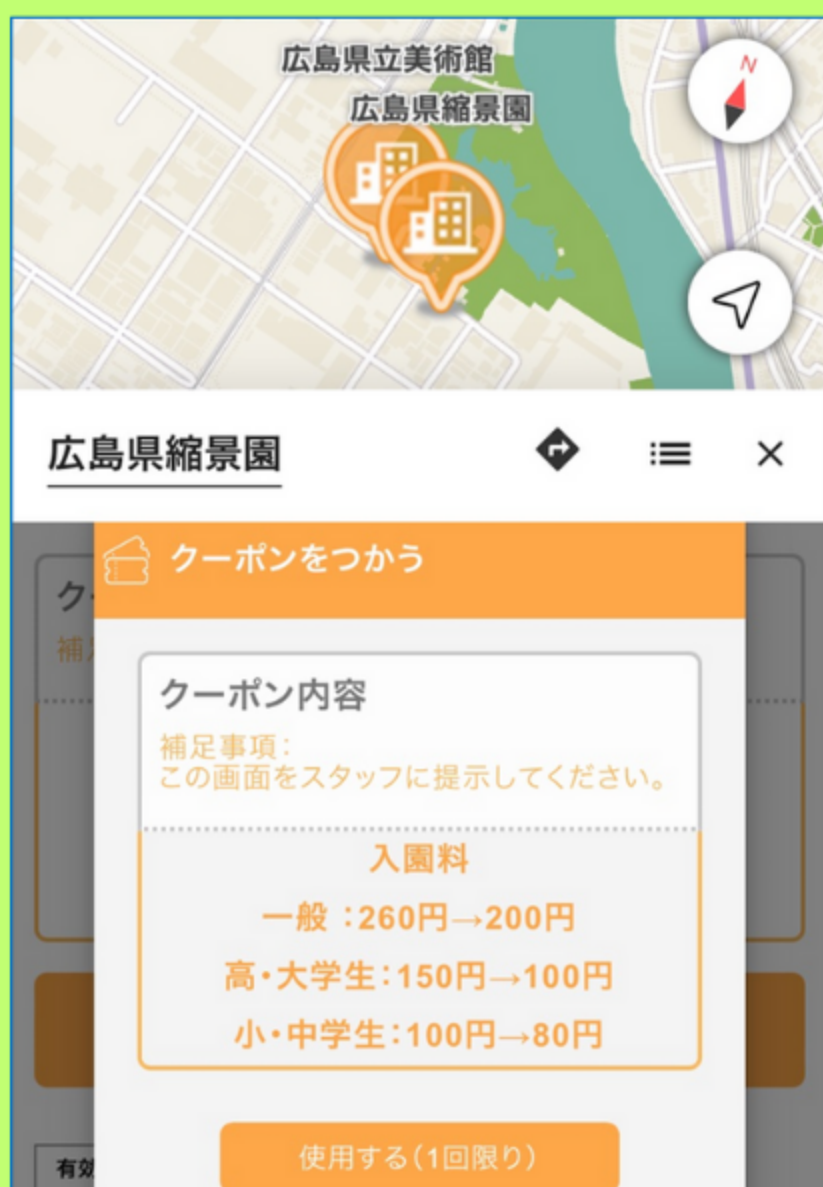 広島県立美術館
広島県縮景園
N
広島県縮景園
クーポンをつかう
ク
補
クーポン内容
補足事項:
この画面をスタッフに提示してください。
入園料
一般:260円→200円
高・大学生:150円→100円
小・中学生:100円→80円
使用する(1回限り)
有効